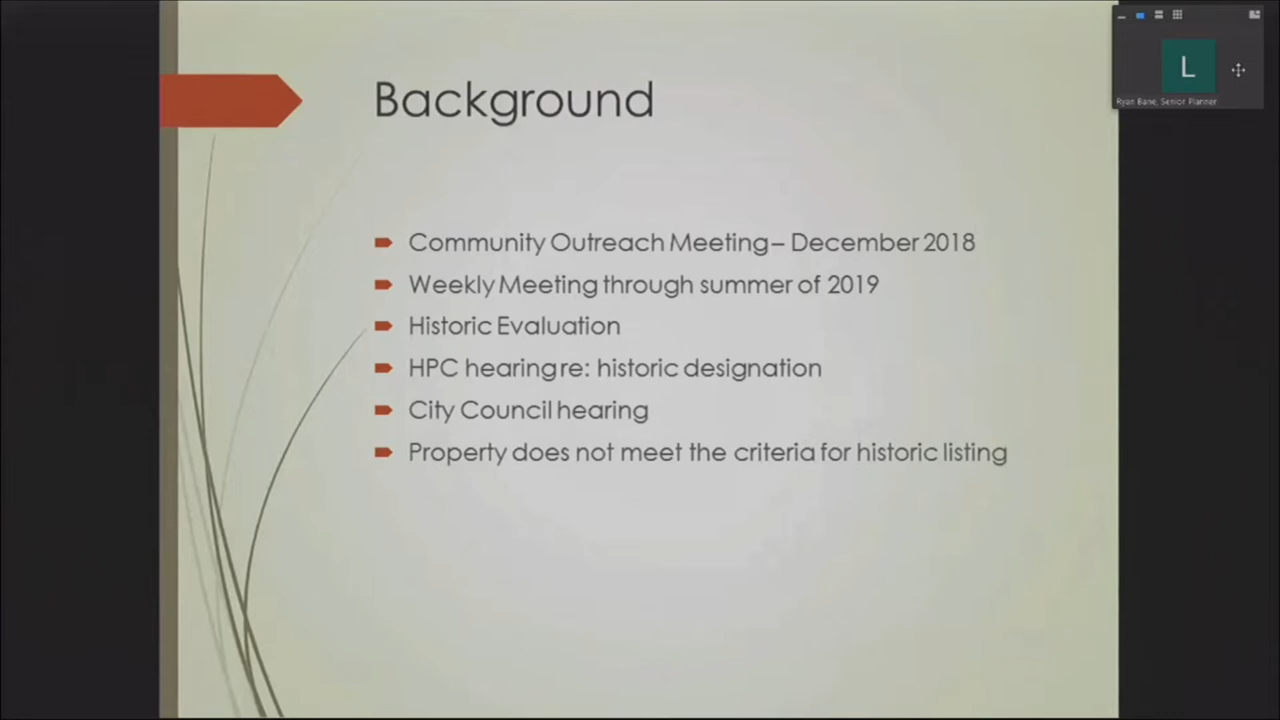 Background
L
Ryan Bane, Senior Planner
Community Outreach Meeting – December 2018
Weekly Meeting through summer of 2019
Historic Evaluation
HPC hearing re: historic designation
City Council hearing
Property does not meet the criteria for historic listing